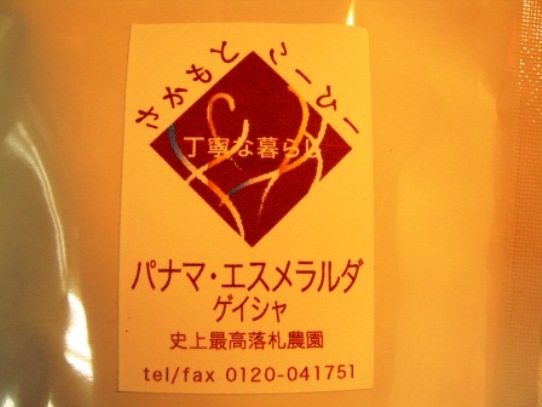 さかもとこーひー
丁寧な暮らし
パナマ・エスメラルダ
ゲイシャ
史上最高落札農園
tel/fax 0120-041751